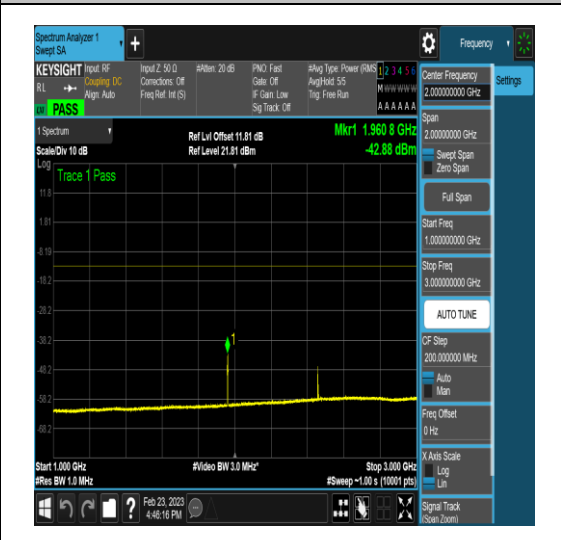 Spectrum Analyzer 1
Swept SA
Frequency
KEYSIGHT
RL
PASS
Input: RF
Coupling: DC
Align: Auto
Input Z: 50 Ω
Corrections: Off
Freq Ref: Int (S)
#Atten: 20 dB
PNO: Fast
Gate: Off
IF Gain: Low
Sig Track: Off
#Avg Type: Power (RMS
Avg|Hold: 5/5
Trig: Free Run
1 2 3 4 5 6
M W W W W W
A A A A A A
1 Spectrum
Scale/Div 10 dB
Ref Lvl Offset 11.81 dB
Ref Level 21.81 dBm
Mkr1 1.960 8 GHz
-42.88 dBm
Log
Trace 1 Pass
11.8
1.81
-8.19
-18.2
-28.2
-38.2
-48.2
-58.2
-68.2
1
Start 1.000 GHz
#Res BW 1.0 MHz
#Video BW 3.0 MHz*
Stop 3.000 GHz
#Sweep ~1.00 s (10001 pts)
Feb 23, 2023
4:46:16 PM
Center Frequency
2.000000000 GHz
Settings
Span
2.00000000 GHz
Swept Span
Zero Span
Full Span
Start Freq
1.000000000 GHz
Stop Freq
3.000000000 GHz
AUTO TUNE
CF Step
200.000000 MHz
Auto
Man
Freq Offset
0 Hz
X Axis Scale
Log
Lin
Signal Track
(Span Zoom)